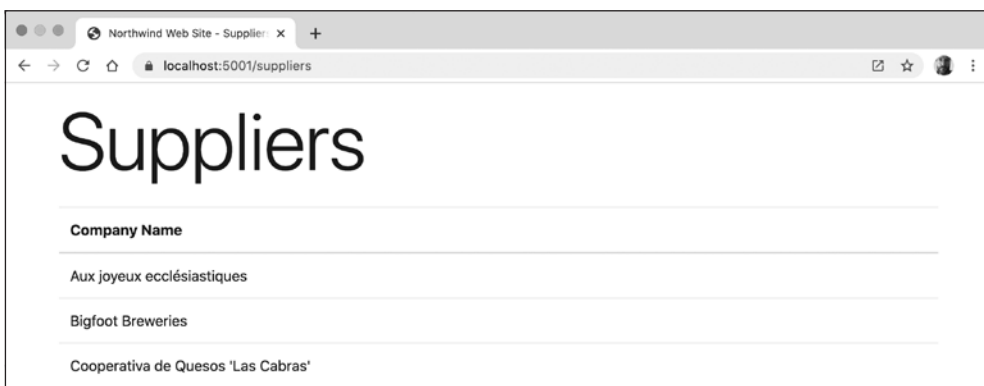 Northwind Web Site - Supplier
localhost:5001/suppliers
Suppliers
Company Name
Aux joyeux ecclésiastiques
Bigfoot Breweries
Cooperativa de Quesos 'Las Cabras'